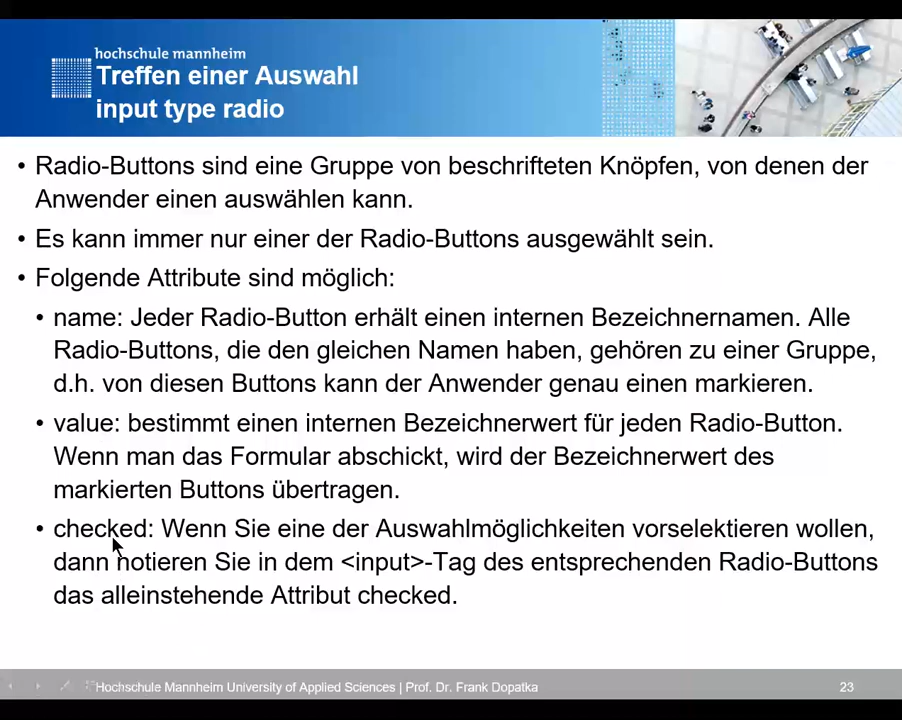 hochschule mannheim
Treffen einer Auswahl
input type radio
• Radio-Buttons sind eine Gruppe von beschrifteten Knöpfen, von denen der
Anwender einen auswählen kann.
• Es kann immer nur einer der Radio-Buttons ausgewählt sein.
• Folgende Attribute sind möglich:
• name: Jeder Radio-Button erhält einen internen Bezeichnernamen. Alle
Radio-Buttons, die den gleichen Namen haben, gehören zu einer Gruppe,
d.h. von diesen Buttons kann der Anwender genau einen markieren.
• value: bestimmt einen internen Bezeichnerwert für jeden Radio-Button.
Wenn man das Formular abschickt, wird der Bezeichnerwert des
markierten Buttons übertragen.
• checked: Wenn Sie eine der Auswahlmöglichkeiten vorselektieren wollen,
dann notieren Sie in dem <input>-Tag des entsprechenden Radio-Buttons
das alleinstehende Attribut checked.
Hochschule Mannheim University of Applied Sciences | Prof. Dr. Frank Dopatka
23